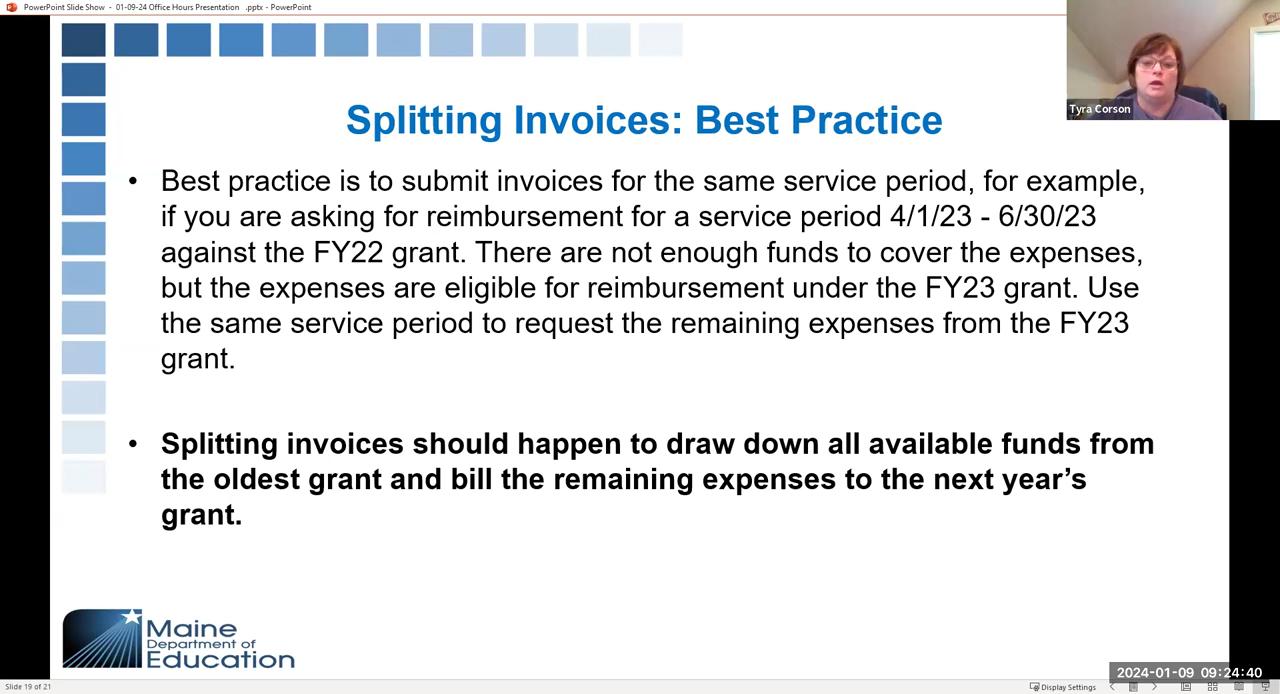 PowerPoint Slide Show - 01-09-24 Office Hours Presentation .pptx - PowerPoint
Tyra Corson
Splitting Invoices: Best Practice
• Best practice is to submit invoices for the same service period, for example,
if you are asking for reimbursement for a service period 4/1/23 - 6/30/23
against the FY22 grant. There are not enough funds to cover the expenses,
but the expenses are eligible for reimbursement under the FY23 grant. Use
the same service period to request the remaining expenses from the FY23
grant.
• Splitting invoices should happen to draw down all available funds from
the oldest grant and bill the remaining expenses to the next year’s
grant.
Maine
Department of
Education
2024-01-09 09:24:40
Slide 19 of 21
Display Settings